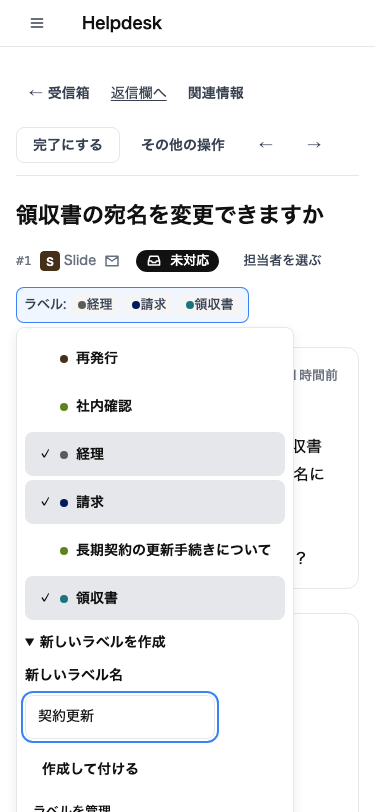 Helpdesk
← 受信箱 返信欄へ 関連情報
完了にする その他の操作 ← →
領収書の宛名を変更できますか
#1 S Slide 未対応 担当者を選ぶ
ラベル: 経理 請求 領収書
再発行
時間前
社内確認
収書
✓ 経理
名に
✓ 請求
長期契約の更新手続きについて
?
✓ 領収書
▼ 新しいラベルを作成
新しいラベル名
契約更新
作成して付ける
ラベルを管理